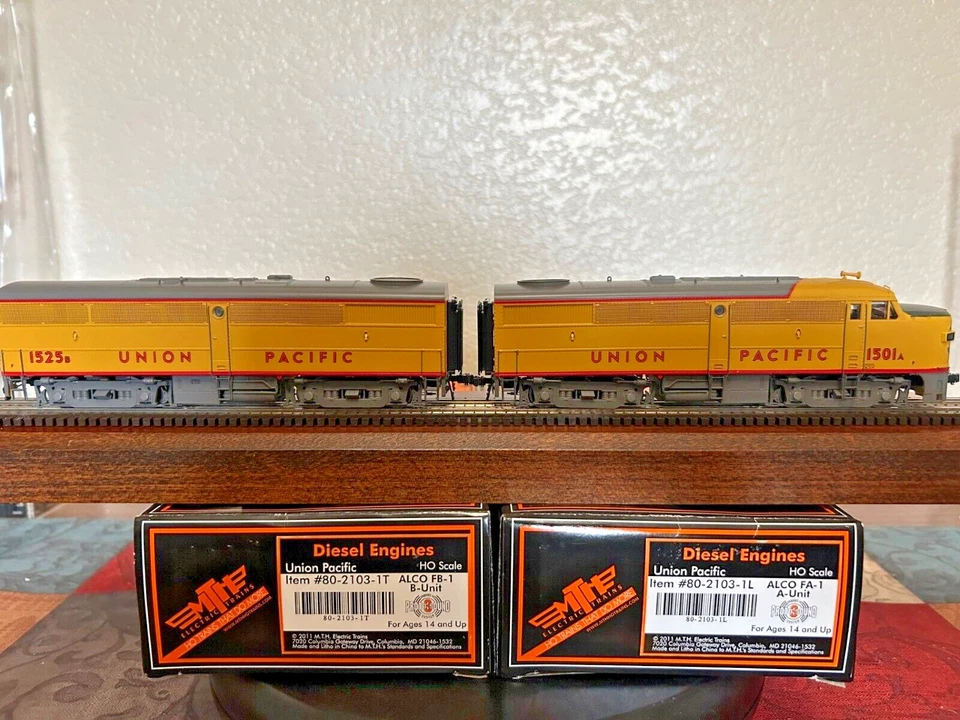 1525B UNION PACIFIC
UNION PACIFIC 1501A
Diesel Engines
Union Pacific HO Scale
Item #80-2103-1T ALCO FB-1
B-Unit
80-2103-1T
3
For Ages 14 and Up
© 2011 M.T.H. Electric Trains
7020 Columbia Gateway Drive, Columbia, MD 21046-1532
Made and Litho in China to M.T.H.'s Standards and Specifications
MTH
ELECTRIC TRAINS
Diesel Engines
Union Pacific HO Scale
Item #80-2103-1L ALCO FA-1
A-Unit
80-2103-1L
3
For Ages 14 and Up
© 2011 M.T.H. Electric Trains
7020 Columbia Gateway Drive, Columbia, MD 21046-1532
Made and Litho in China to M.T.H.'s Standards and Specifications
MTH
ELECTRIC TRAINS